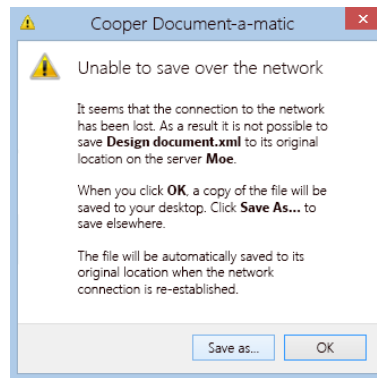 Cooper Document-a-matic
Unable to save over the network
It seems that the connection to the network
has been lost. As a result it is not possible to
save Design document.xml to its original
location on the server Moe.
When you click OK, a copy of the file will be
saved to your desktop. Click Save As... to
save elsewhere.
The file will be automatically saved to its
original location when the network
connection is re-established.
Save as...
OK